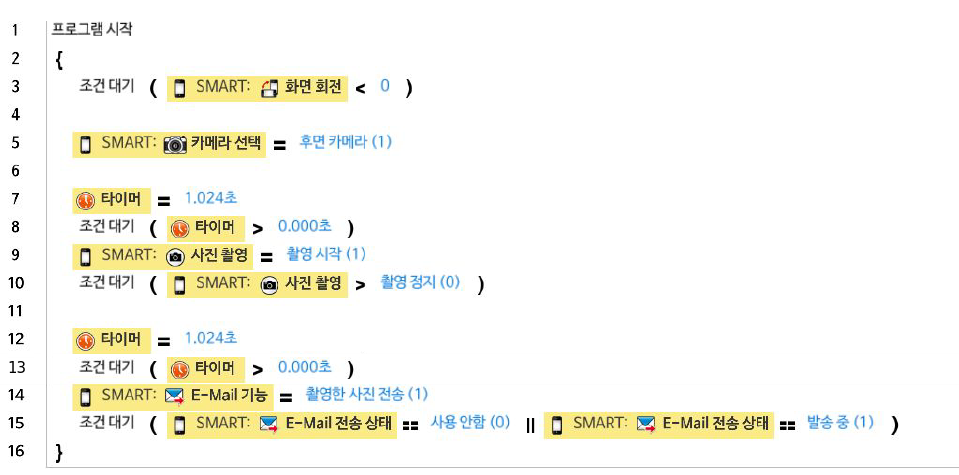 1 프로그램 시작
2 {
3 조건 대기 ( SMART: 화면 회전 < 0 )
4
5 SMART: 카메라 선택 = 후면 카메라 (1)
6
7 타이머 = 1.024초
8 조건 대기 ( 타이머 > 0.000초 )
9 SMART: 사진 촬영 = 촬영 시작 (1)
10 조건 대기 ( SMART: 사진 촬영 > 촬영 정지 (0) )
11
12 타이머 = 1.024초
13 조건 대기 ( 타이머 > 0.000초 )
14 SMART: E-Mail 기능 = 촬영한 사진 전송 (1)
15 조건 대기 ( SMART: E-Mail 전송 상태 == 사용 안함 (0) || SMART: E-Mail 전송 상태 == 발송 중 (1) )
16 }